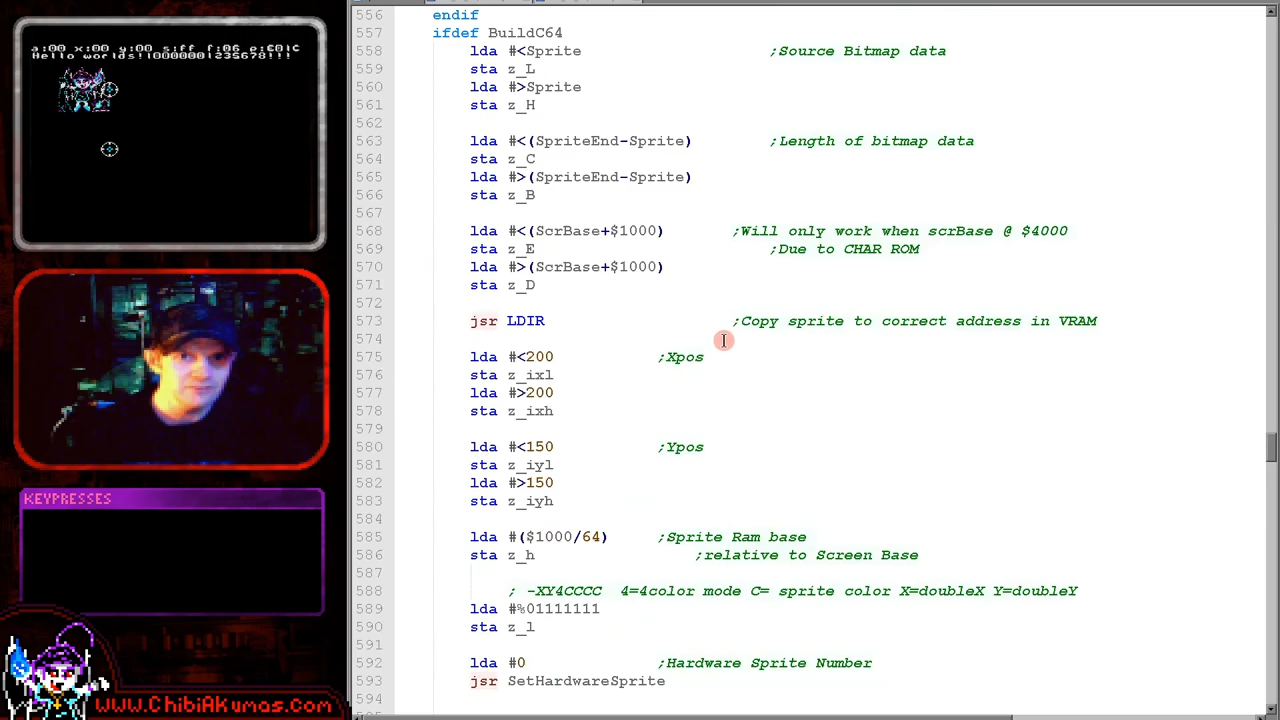 a:00 x:00 y:00 s:ff f:06 p:E01C
Hello worlds!1000000123567&!!!
KEYPRESSES
www.ChibiAkumas.com
556 endif
557 ifdef BuildC64
558 lda #<Sprite ;Source Bitmap data
559 sta z_L
560 lda #>Sprite
561 sta z_H
562
563 lda #<(SpriteEnd-Sprite) ;Length of bitmap data
564 sta z_C
565 lda #>(SpriteEnd-Sprite)
566 sta z_B
567
568 lda #<(ScrBase+$1000) ;Will only work when scrBase @ $4000
569 sta z_E ;Due to CHAR ROM
570 lda #>(ScrBase+$1000)
571 sta z_D
572
573 jsr LDIR ;Copy sprite to correct address in VRAM
574
575 lda #<200 ;Xpos
576 sta z_ixl
577 lda #>200
578 sta z_ixh
579
580 lda #<150 ;Ypos
581 sta z_iyl
582 lda #>150
583 sta z_iyh
584
585 lda #($1000/64) ;Sprite Ram base
586 sta z_h ;relative to Screen Base
587
588 ; -XY4CCCC 4=4color mode C= sprite color X=doubleX Y=doubleY
589 lda #%01111111
590 sta z_l
591
592 lda #0 ;Hardware Sprite Number
593 jsr SetHardwareSprite
594